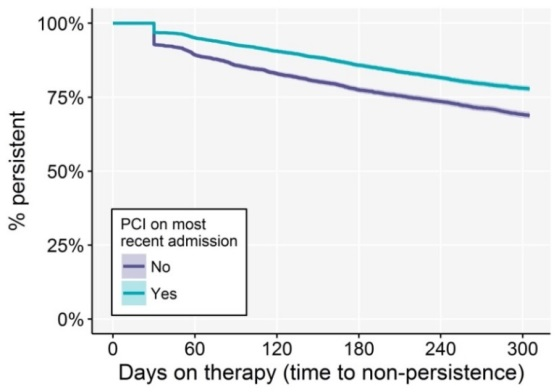 100%
75%
50%
25%
0%
% persistent
PCI on most
recent admission
No
Yes
0 60 120 180 240 300
Days on therapy (time to non-persistence)